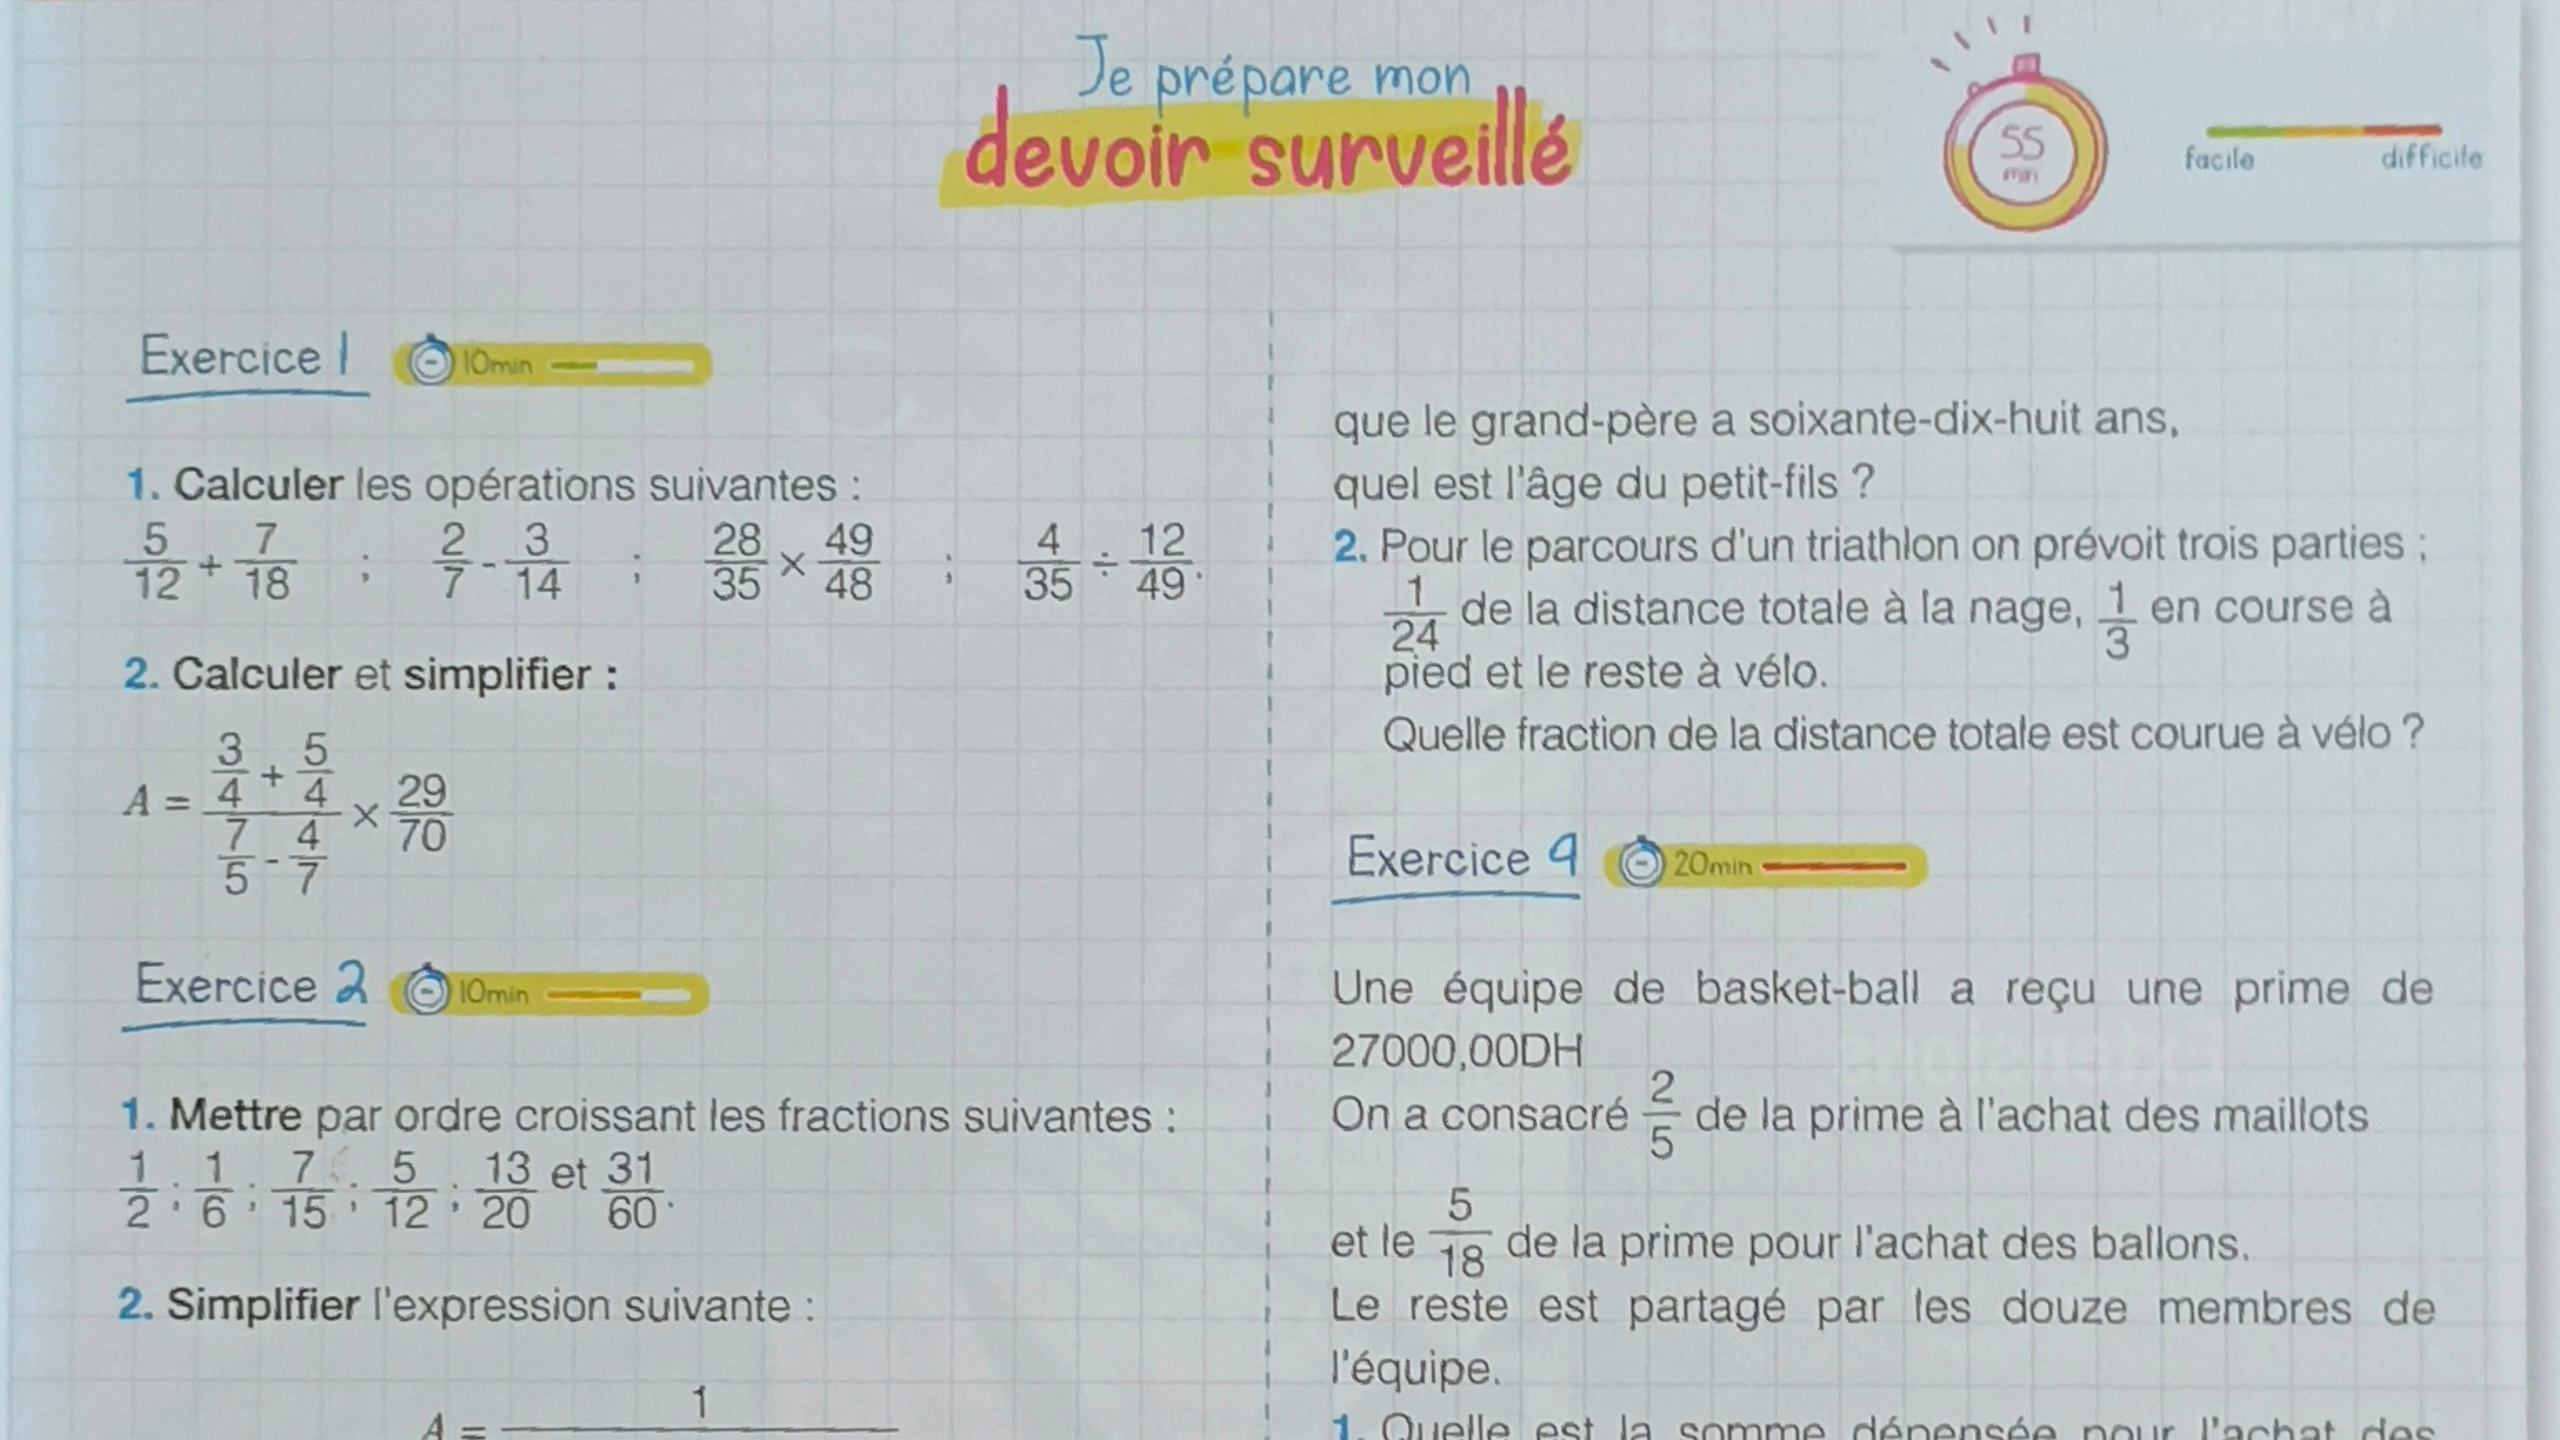 Je prépare mon
devoir surveillé
55
min
facile difficile
Exercice 1 10min
1. Calculer les opérations suivantes :
5/12 + 7/18 ; 2/7 - 3/14 ; 28/35 × 49/48 ; 4/35 ÷ 12/49.
2. Calculer et simplifier :
A = (3/4 + 5/4)/(7/5 - 4/7) × 29/70
Exercice 2 10min
1. Mettre par ordre croissant les fractions suivantes :
1/2 ; 1/6 ; 7/15 ; 5/12 ; 13/20 et 31/60.
2. Simplifier l'expression suivante :
A = 1
que le grand-père a soixante-dix-huit ans,
quel est l'âge du petit-fils ?
2. Pour le parcours d'un triathlon on prévoit trois parties ;
1/24 de la distance totale à la nage, 1/3 en course à
pied et le reste à vélo.
Quelle fraction de la distance totale est courue à vélo ?
Exercice 4 20min
Une équipe de basket-ball a reçu une prime de
27000,00DH
On a consacré 2/5 de la prime à l'achat des maillots
et le 5/18 de la prime pour l'achat des ballons.
Le reste est partagé par les douze membres de
l'équipe.
1. Quelle est la somme dépensée pour l'achat des